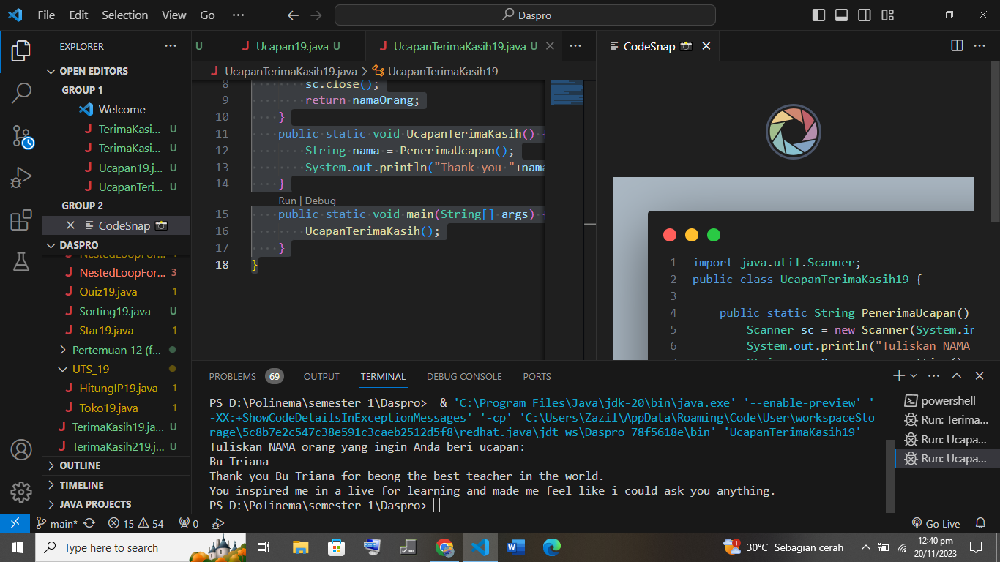 File Edit Selection View Go ··· Daspro
EXPLORER ···
OPEN EDITORS
GROUP 1
Welcome
TerimaKasi... U
TerimaKasi... U
Ucapan19.j... U
UcapanTeri... U
GROUP 2
CodeSnap
DASPRO
NestedLoopFor... 1
NestedLoopFor... 3
Quiz19.java 1
Sorting19.java U
Star19.java 1
Pertemuan 12 (f...
UTS_19
HitungIP19.java 1
Toko19.java 1
TerimaKasih19.ja... U
TerimaKasih219.j... U
OUTLINE
TIMELINE
JAVA PROJECTS
U Ucapan19.java U UcapanTerimaKasih19.java U ···
UcapanTerimaKasih19.java > UcapanTerimaKasih19
8 sc.close();
9 return namaOrang;
10 }
11 public static void UcapanTerimaKasih()
12 String nama = PenerimaUcapan();
13 System.out.println("Thank you "+nama
14 }
Run | Debug
15 public static void main(String[] args)
16 UcapanTerimaKasih();
17 }
18 }
CodeSnap ···
1 import java.util.Scanner;
2 public class UcapanTerimaKasih19 {
3
4 public static String PenerimaUcapan()
5 Scanner sc = new Scanner(System.in
6 System.out.println("Tuliskan NAMA
PROBLEMS 69 OUTPUT TERMINAL DEBUG CONSOLE PORTS
PS D:\Polinema\semester 1\Daspro> & 'C:\Program Files\Java\jdk-20\bin\java.exe' '--enable-preview' '
-XX:+ShowCodeDetailsInExceptionMessages' '-cp' 'C:\Users\Zazil\AppData\Roaming\Code\User\workspaceSto
rage\5c8b7e2c547c38e591c3caeb2512d5f8\redhat.java\jdt_ws\Daspro_78f5618e\bin' 'UcapanTerimaKasih19'
Tuliskan NAMA orang yang ingin Anda beri ucapan:
Bu Triana
Thank you Bu Triana for beong the best teacher in the world.
You inspired me in a live for learning and made me feel like i could ask you anything.
PS D:\Polinema\semester 1\Daspro>
powershell
Run: Terima...
Run: Ucapa...
Run: Ucapa...
main* 15 54 0 Go Live
Type here to search 30°C Sebagian cerah 12:40 pm
20/11/2023